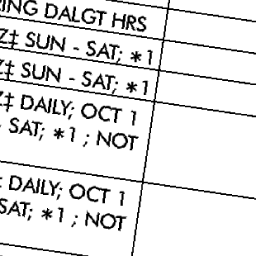 ING DALGT HRS
Z‡ SUN - SAT; *1
Z‡ SUN - SAT; *1
Z‡ DAILY; OCT 1
- SAT; *1 ; NOT
‡ DAILY; OCT 1
SAT; *1 ; NOT